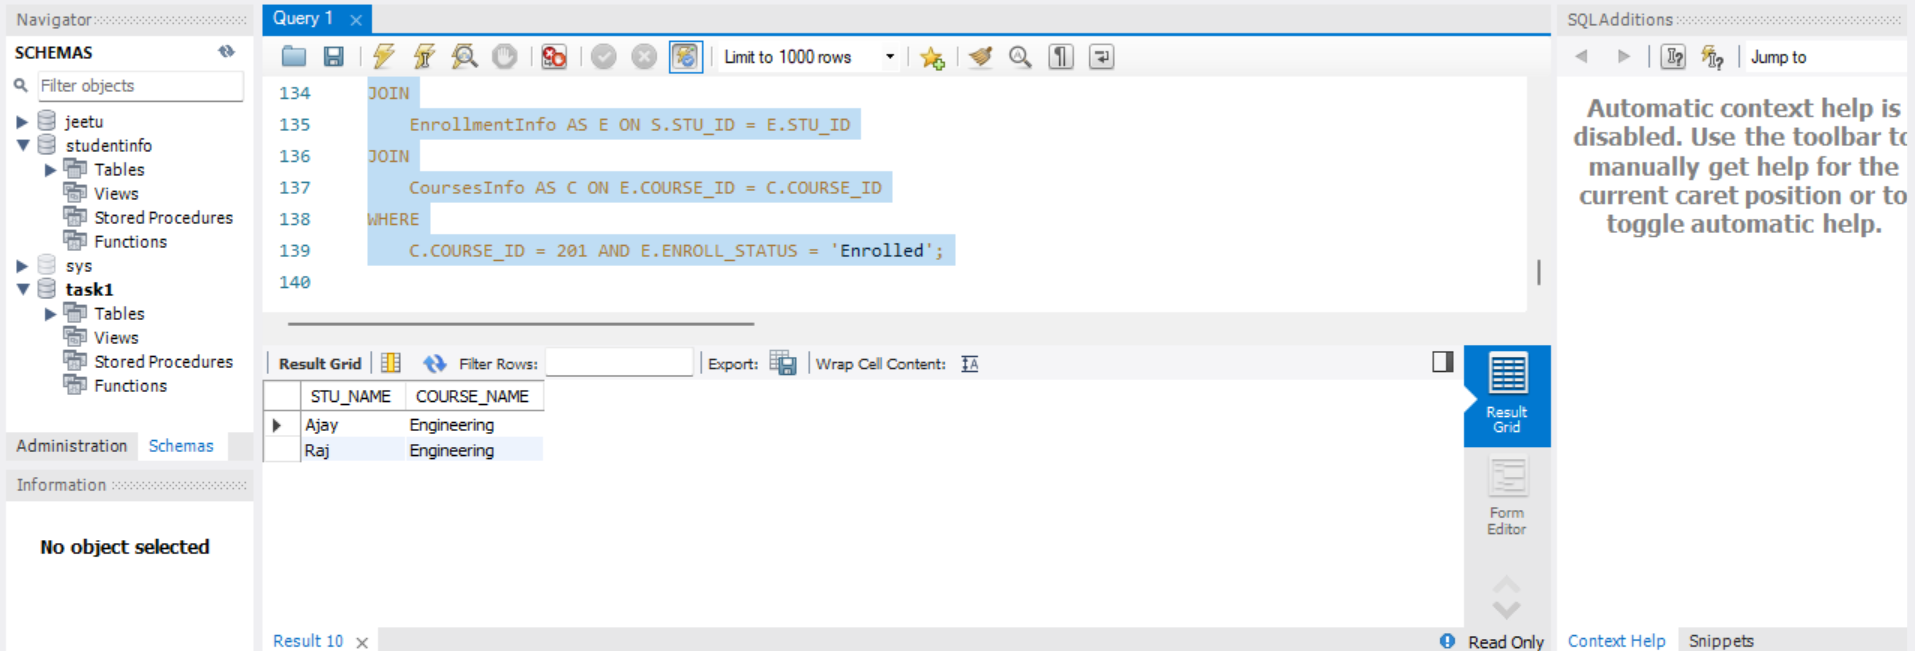 Navigator
SCHEMAS
Filter objects
jeetu
studentinfo
Tables
Views
Stored Procedures
Functions
sys
task1
Tables
Views
Stored Procedures
Functions
Administration Schemas
Information
No object selected
Query 1
Limit to 1000 rows
134 JOIN
135 EnrollmentInfo AS E ON S.STU_ID = E.STU_ID
136 JOIN
137 CoursesInfo AS C ON E.COURSE_ID = C.COURSE_ID
138 WHERE
139 C.COURSE_ID = 201 AND E.ENROLL_STATUS = 'Enrolled';
140
Result Grid Filter Rows: Export: Wrap Cell Content:
STU_NAME COURSE_NAME
Ajay Engineering
Raj Engineering
Result
Grid
Form
Editor
Result 10 Read Only
SQLAdditions
Jump to
Automatic context help is
disabled. Use the toolbar to
manually get help for the
current caret position or to
toggle automatic help.
Context Help Snippets